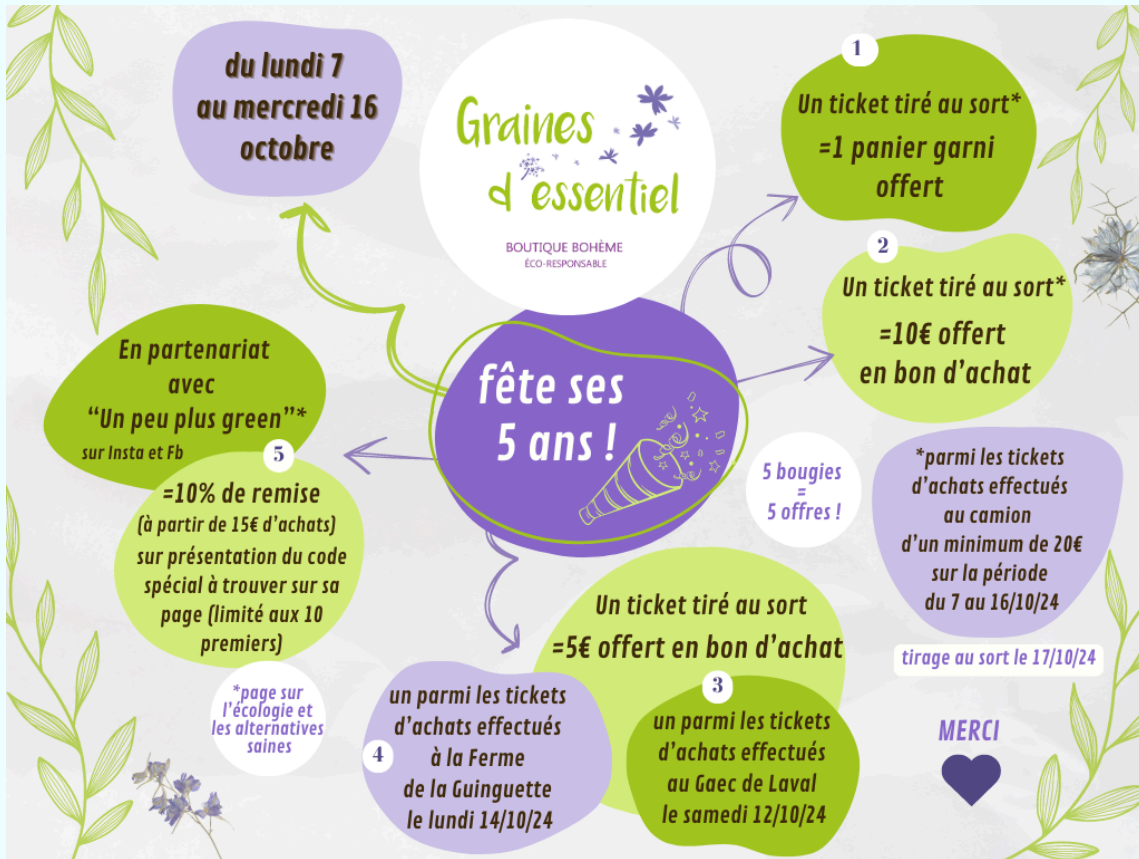 du lundi 7
au mercredi 16
octobre
Graines
d'essentiel
BOUTIQUE BOHÈME
ÉCO-RESPONSABLE
fête ses
5 ans !
1
Un ticket tiré au sort*
=1 panier garni
offert
2
Un ticket tiré au sort*
=10€ offert
en bon d'achat
5 bougies
=
5 offres !
*parmi les tickets
d'achats effectués
au camion
d'un minimum de 20€
sur la période
du 7 au 16/10/24
tirage au sort le 17/10/24
Un ticket tiré au sort
=5€ offert en bon d'achat
3
un parmi les tickets
d'achats effectués
au Gaec de Laval
le samedi 12/10/24
4
un parmi les tickets
d'achats effectués
à la Ferme
de la Guinguette
le lundi 14/10/24
En partenariat
avec
“Un peu plus green”*
sur Insta et Fb
5
=10% de remise
(à partir de 15€ d'achats)
sur présentation du code
spécial à trouver sur sa
page (limité aux 10
premiers)
*page sur
l'écologie et
les alternatives
saines
MERCI